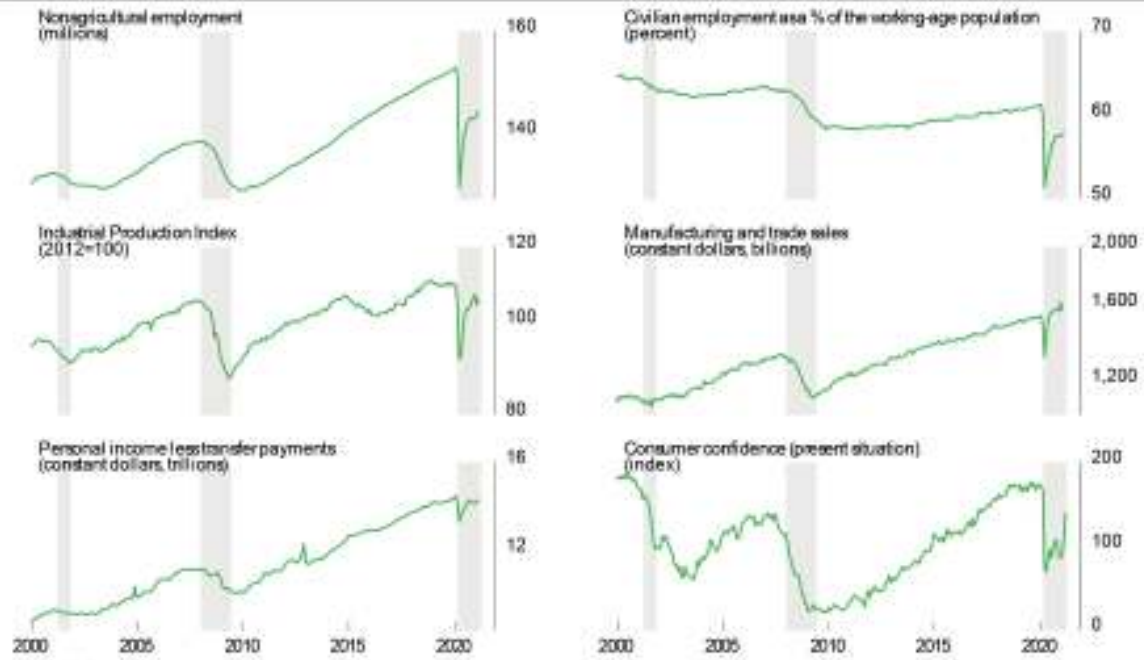 Nonagricultural employment
(millions)
160
140
Civilian employment as a % of the working-age population
(percent)
70
60
50
Industrial Production Index
(2012=100)
120
100
80
Manufacturing and trade sales
(constant dollars, billions)
2,000
1,600
1,200
Personal income less transfer payments
(constant dollars, trillions)
16
12
2000 2005 2010 2015 2020
Consumer confidence (present situation)
(index)
200
100
0
2000 2005 2010 2015 2020